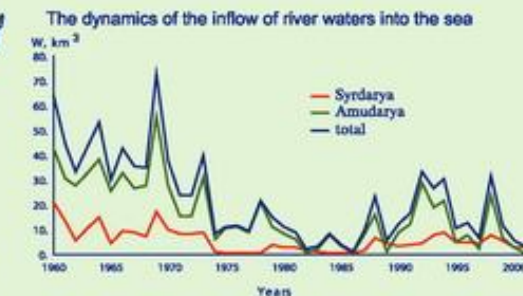 The dynamics of the inflow of river waters into the sea
W, km 3
80.
70.
60.
50.
40.
30.
20.
10.
0.
Syrdarya
Amudarya
total
1960 1965 1970 1975 1980 1985 1990 1995
Years